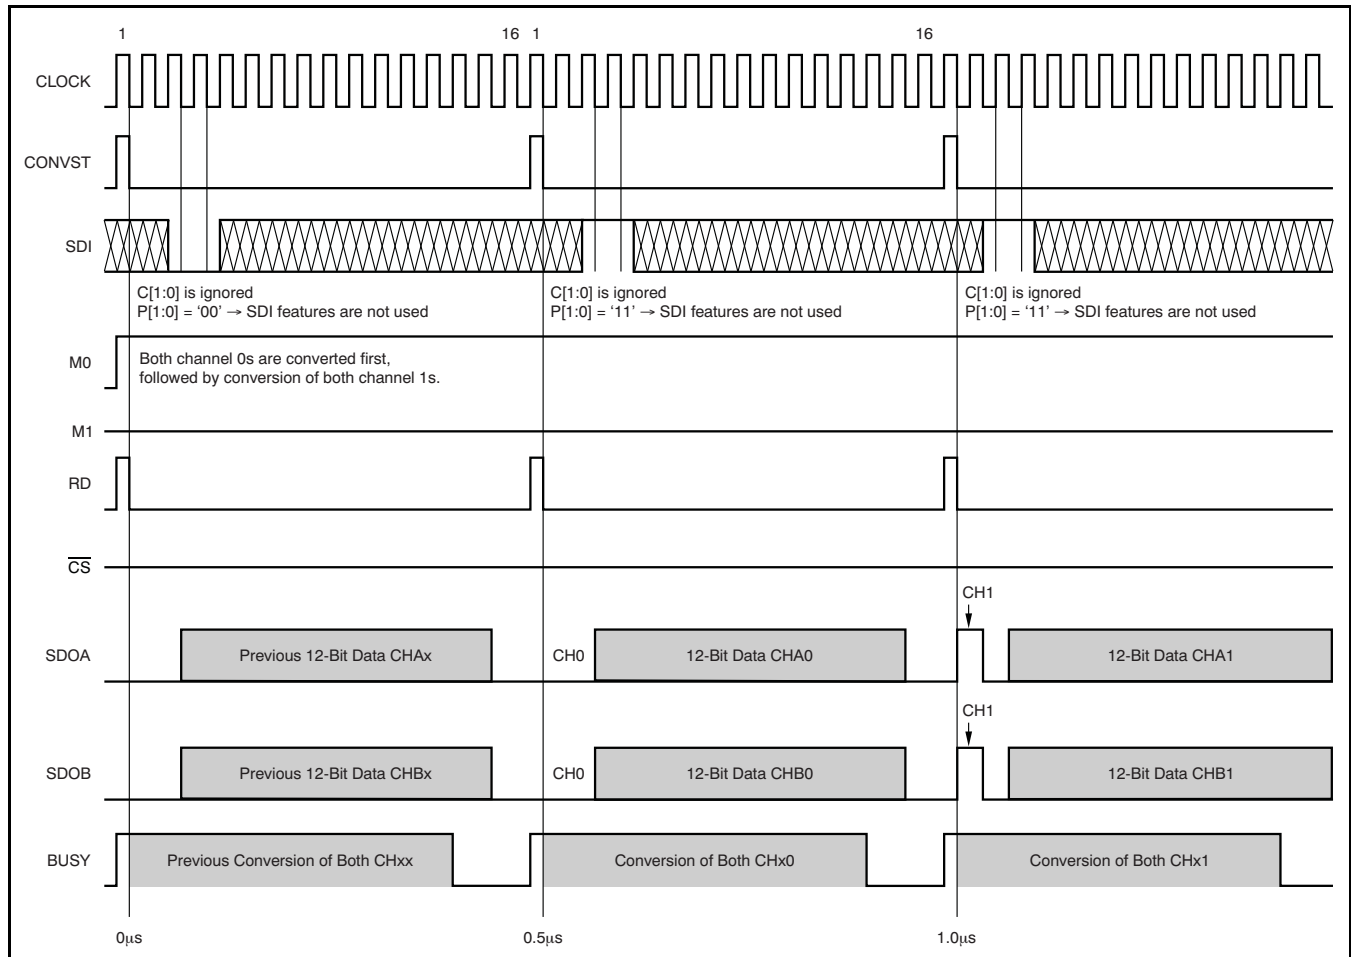 1 16 1 16
CLOCK
CONVST
SDI
C[1:0] is ignored
P[1:0] = ‘00’ → SDI features are not used
C[1:0] is ignored
P[1:0] = ‘11’ → SDI features are not used
C[1:0] is ignored
P[1:0] = ‘11’ → SDI features are not used
M0
Both channel 0s are converted first,
followed by conversion of both channel 1s.
M1
RD
CS
CH1
SDOA
Previous 12-Bit Data CHAx
CH0
12-Bit Data CHA0
12-Bit Data CHA1
CH1
SDOB
Previous 12-Bit Data CHBx
CH0
12-Bit Data CHB0
12-Bit Data CHB1
BUSY
Previous Conversion of Both CHxx
Conversion of Both CHx0
Conversion of Both CHx1
0μs
0.5μs
1.0μs